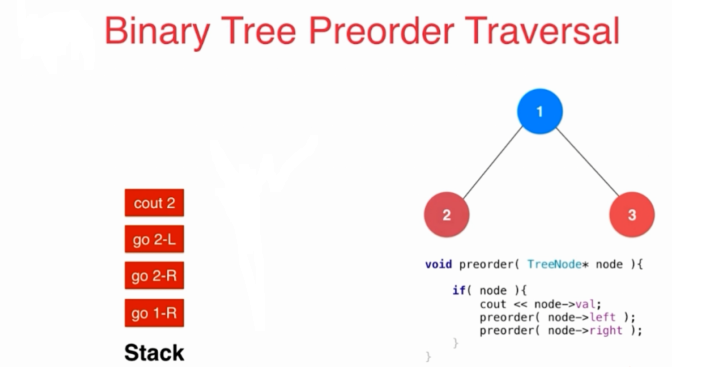 Binary Tree Preorder Traversal
1
2
3
cout 2
go 2-L
go 2-R
go 1-R
Stack
void preorder( TreeNode* node ){
if( node ){
cout << node->val;
preorder( node->left );
preorder( node->right );
}
}